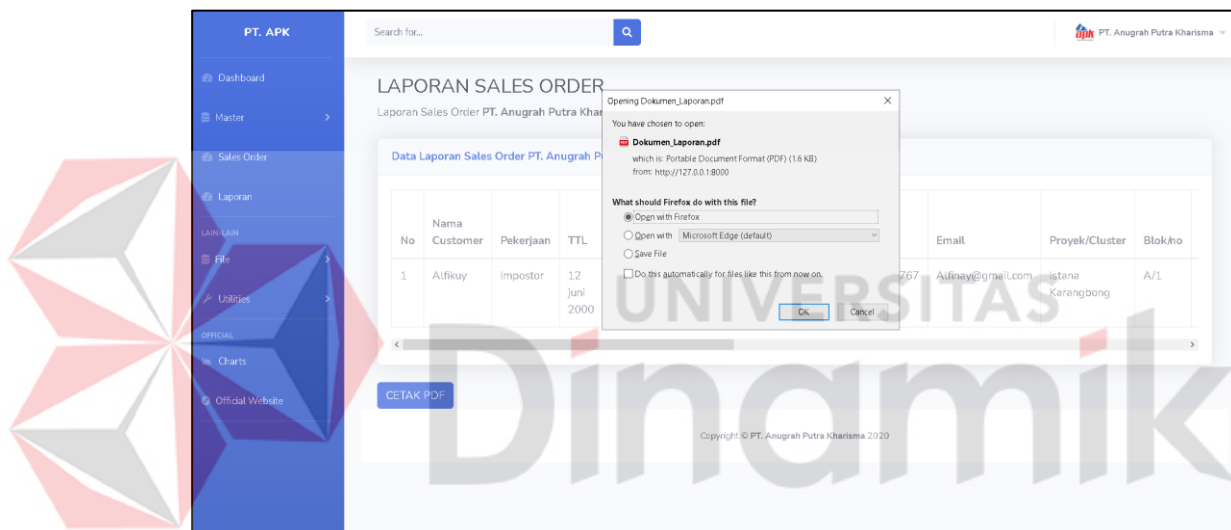 PT. APK
Search for...
apk PT. Anugrah Putra Kharisma
Dashboard
Master
Sales Order
Laporan
LAIN-LAIN
File
Utilities
OFFICIAL
Charts
Official Website
LAPORAN SALES ORDER
Laporan Sales Order PT. Anugrah Putra Khar
Data Laporan Sales Order PT. Anugrah P
No Nama Customer Pekerjaan TTL Email Proyek/Cluster Blok/no
1 Alfikuy Impostor 12 juni 2000 767 Alfinay@gmail.com istana Karangbong A/1
Opening Dokumen_Laporan.pdf
You have chosen to open:
Dokumen_Laporan.pdf
which is: Portable Document Format (PDF) (1.6 KB)
from: http://127.0.0.1:8000
What should Firefox do with this file?
Open with Firefox
Open with Microsoft Edge (default)
Save File
Do this automatically for files like this from now on.
OK Cancel
CETAK PDF
Copyright © PT. Anugrah Putra Kharisma 2020
UNIVERSITAS
Dinamika